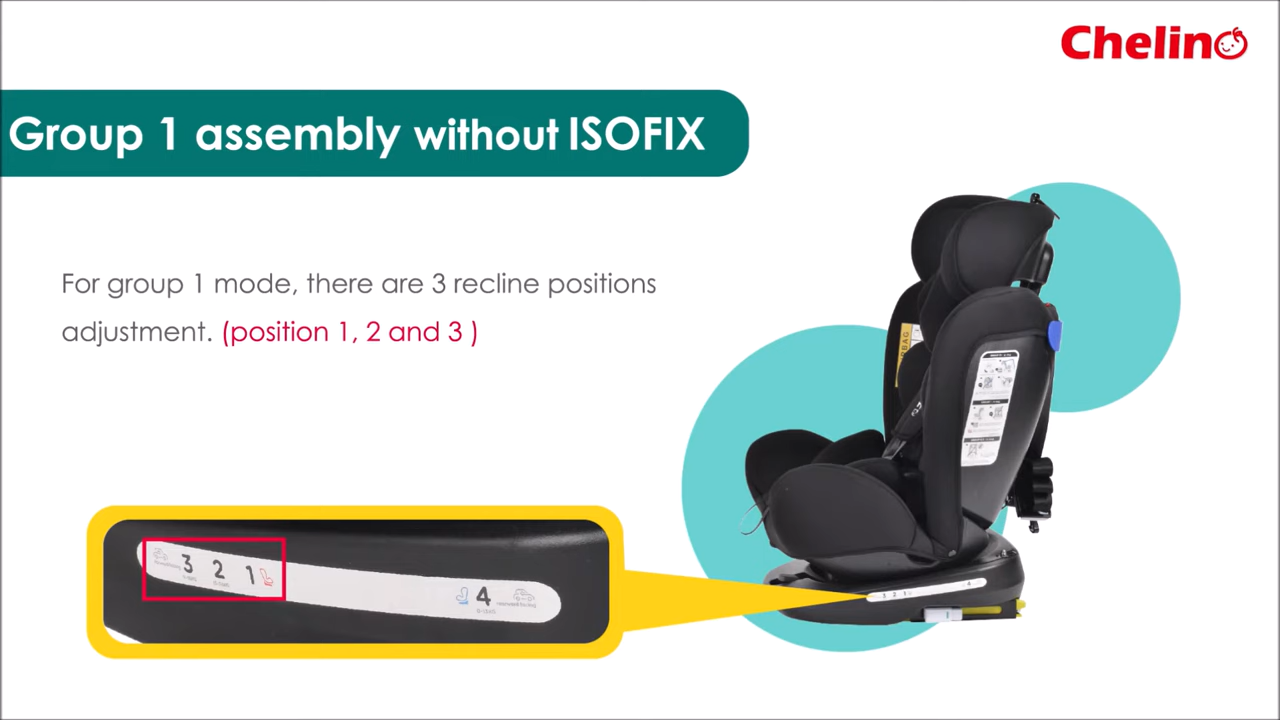 Chelino
Group 1 assembly without ISOFIX
For group 1 mode, there are 3 recline positions
adjustment. (position 1, 2 and 3 )
3 2 1
4